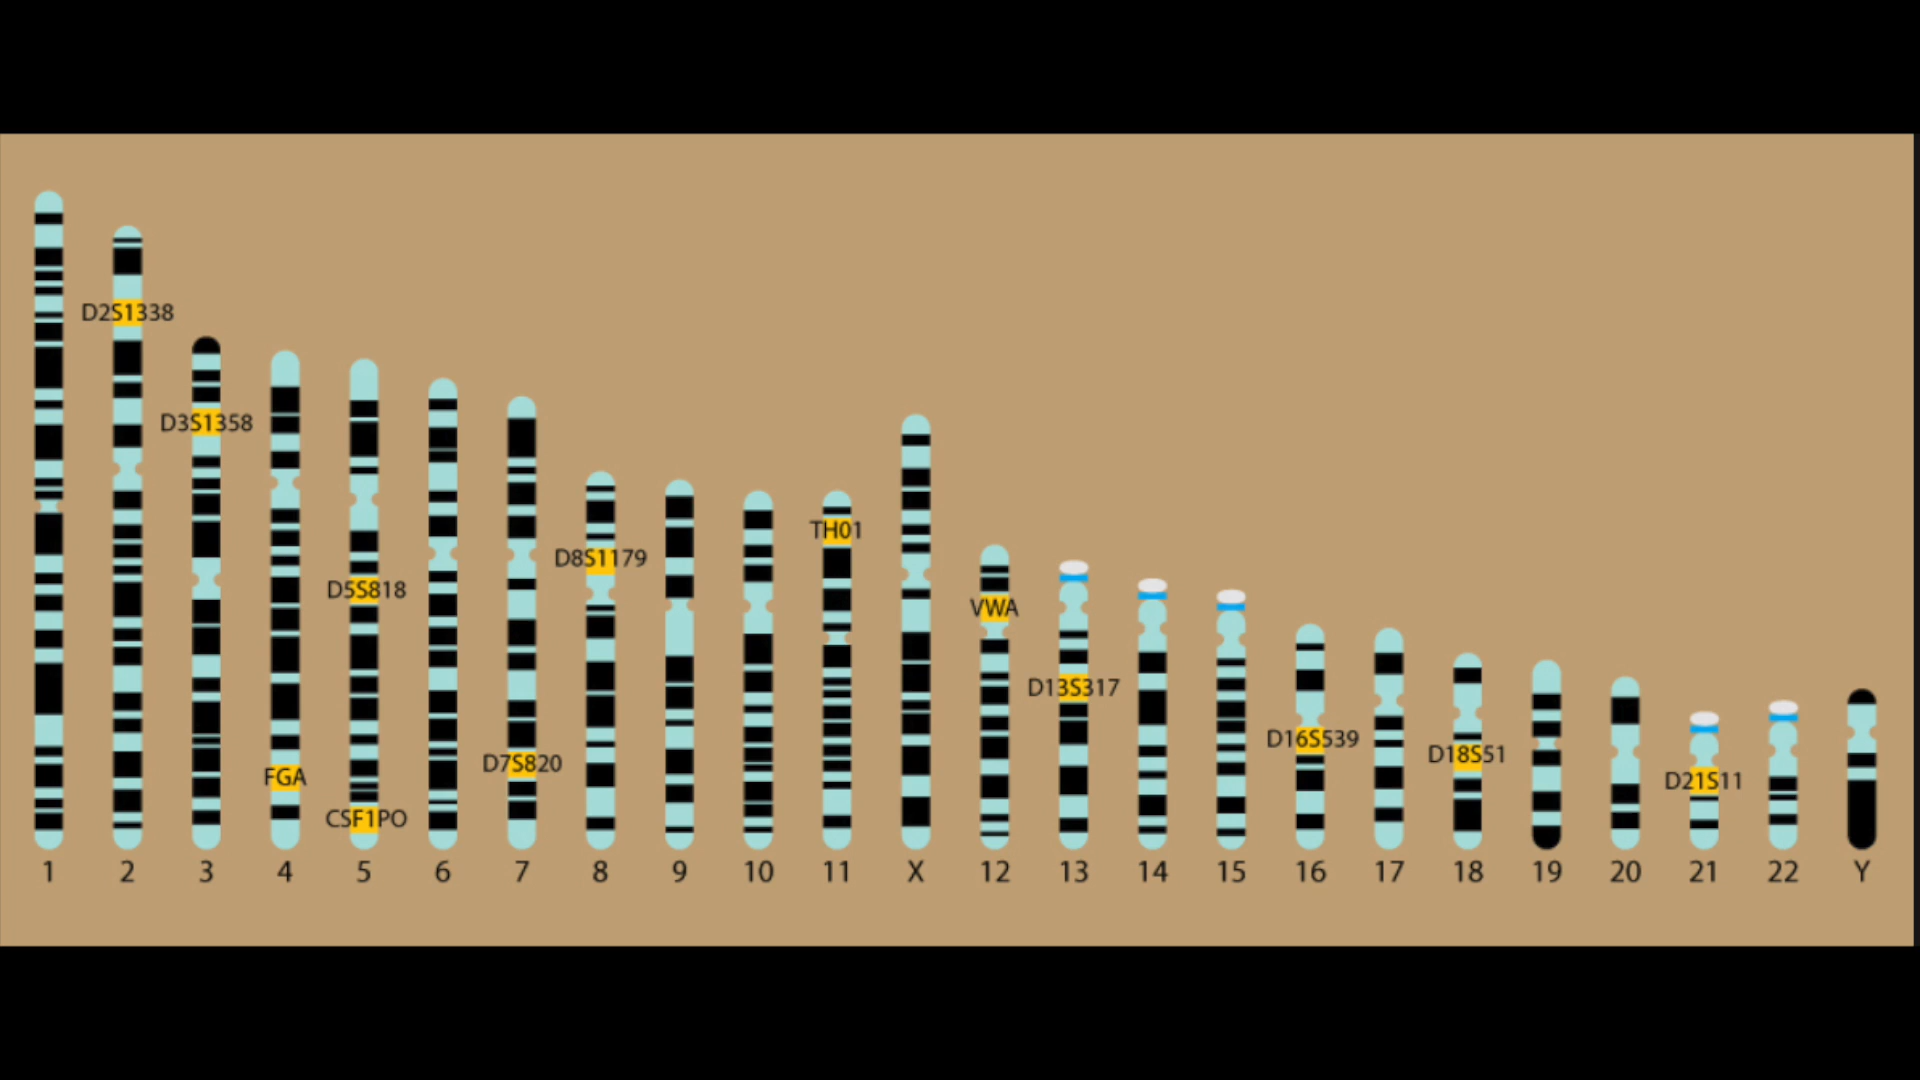 D2S1338
D3S1358
TH01
D8S1179
D5S818
VWA
D13S317
D16S539
D18S51
D7S820
FGA
D21S11
CSF1PO
1 2 3 4 5 6 7 8 9 10 11 X 12 13 14 15 16 17 18 19 20 21 22 Y